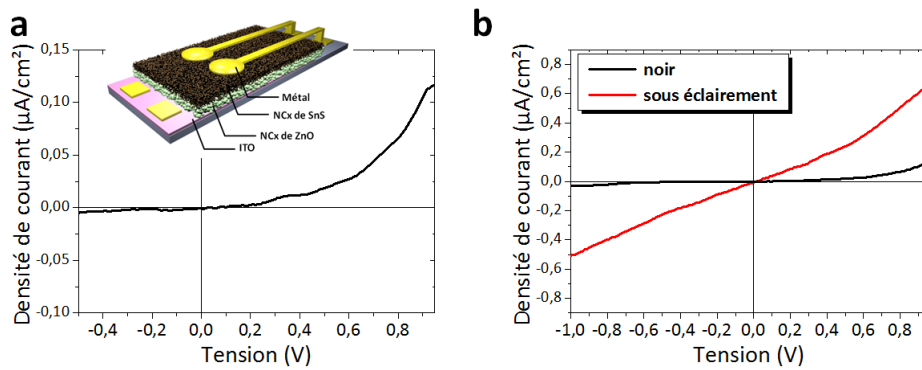 a
Densité de courant (µA/cm²)
0,15
0,10
0,05
0,00
-0,05
-0,10
-0,4 -0,2 0,0 0,2 0,4 0,6 0,8
Tension (V)
Métal
NCx de SnS
NCx de ZnO
ITO
b
Densité de courant (µA/cm²)
0,8
0,6
0,4
0,2
0,0
-0,2
-0,4
-0,6
-0,8
-1,0 -0,8 -0,6 -0,4 -0,2 0,0 0,2 0,4 0,6 0,8
Tension (V)
noir
sous éclairement